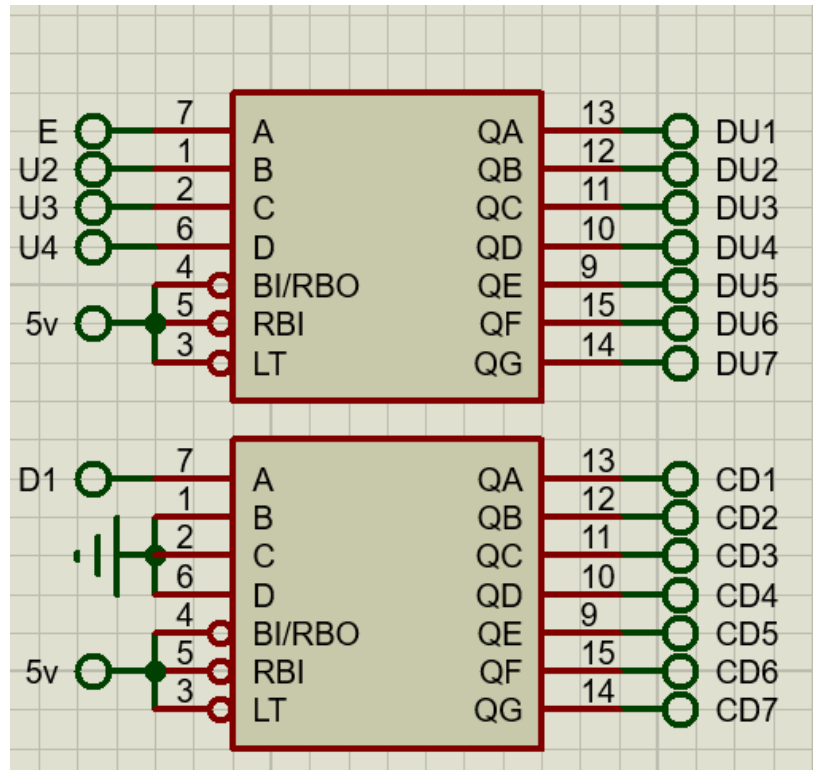 7 13
E A QA DU1
1 12
U2 B QB DU2
2 11
U3 C QC DU3
6 10
U4 D QD DU4
4 9
BI/RBO QE DU5
5 15
5v RBI QF DU6
3 14
LT QG DU7
7 13
D1 A QA CD1
1 12
B QB CD2
2 11
C QC CD3
6 10
D QD CD4
4 9
BI/RBO QE CD5
5 15
5v RBI QF CD6
3 14
LT QG CD7